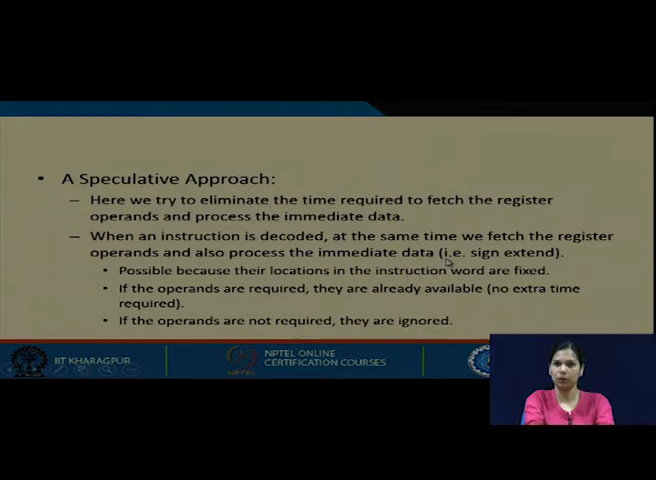 • A Speculative Approach:
– Here we try to eliminate the time required to fetch the register
operands and process the immediate data.
– When an instruction is decoded, at the same time we fetch the register
operands and also process the immediate data (i.e. sign extend).
• Possible because their locations in the instruction word are fixed.
• If the operands are required, they are already available (no extra time
required).
• If the operands are not required, they are ignored.
IIT KHARAGPUR
NPTEL
NPTEL ONLINE
CERTIFICATION COURSES